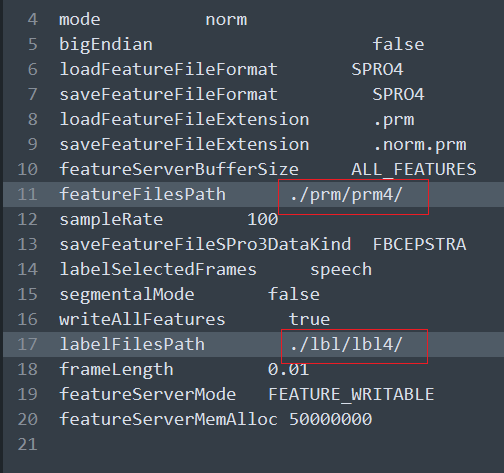 4 mode norm
5 bigEndian false
6 loadFeatureFileFormat SPRO4
7 saveFeatureFileFormat SPRO4
8 loadFeatureFileExtension .prm
9 saveFeatureFileExtension .norm.prm
10 featureServerBufferSize ALL_FEATURES
11 featureFilesPath ./prm/prm4/
12 sampleRate 100
13 saveFeatureFileSPro3DataKind FBCEPSTRA
14 labelSelectedFrames speech
15 segmentalMode false
16 writeAllFeatures true
17 labelFilesPath ./lbl/lbl4/
18 frameLength 0.01
19 featureServerMode FEATURE_WRITABLE
20 featureServerMemAlloc 50000000
21